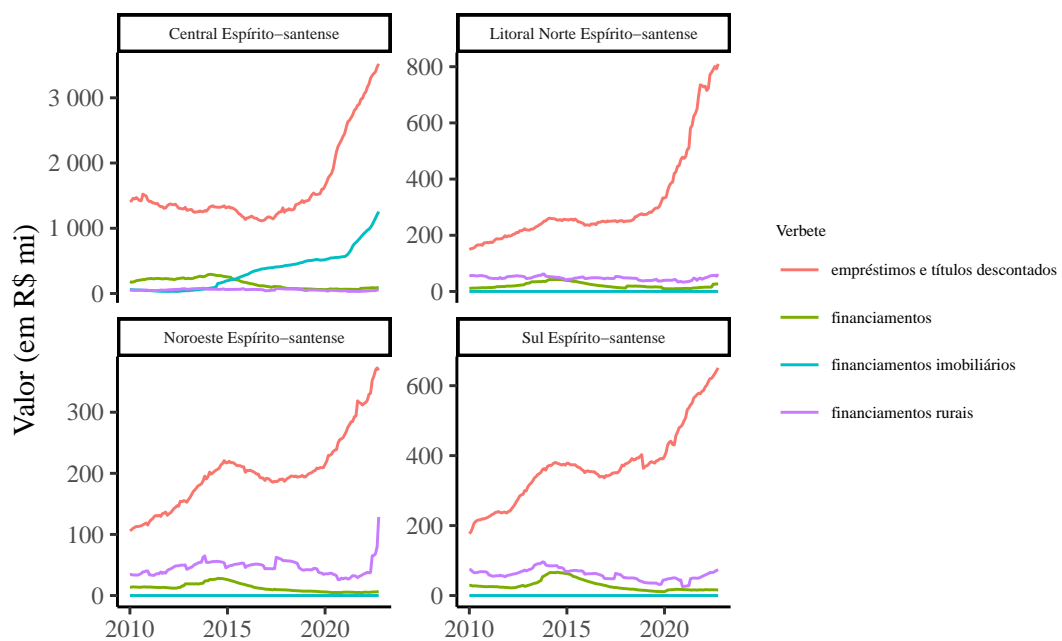 Central Espírito−santense
Litoral Norte Espírito−santense
3 000
2 000
1 000
0
800
600
400
200
0
Noroeste Espírito−santense
Sul Espírito−santense
300
200
100
0
600
400
200
0
2010
2015
2020
2010
2015
2020
Valor (em R$ mi)
Verbete
empréstimos e títulos descontados
financiamentos
financiamentos imobiliários
financiamentos rurais